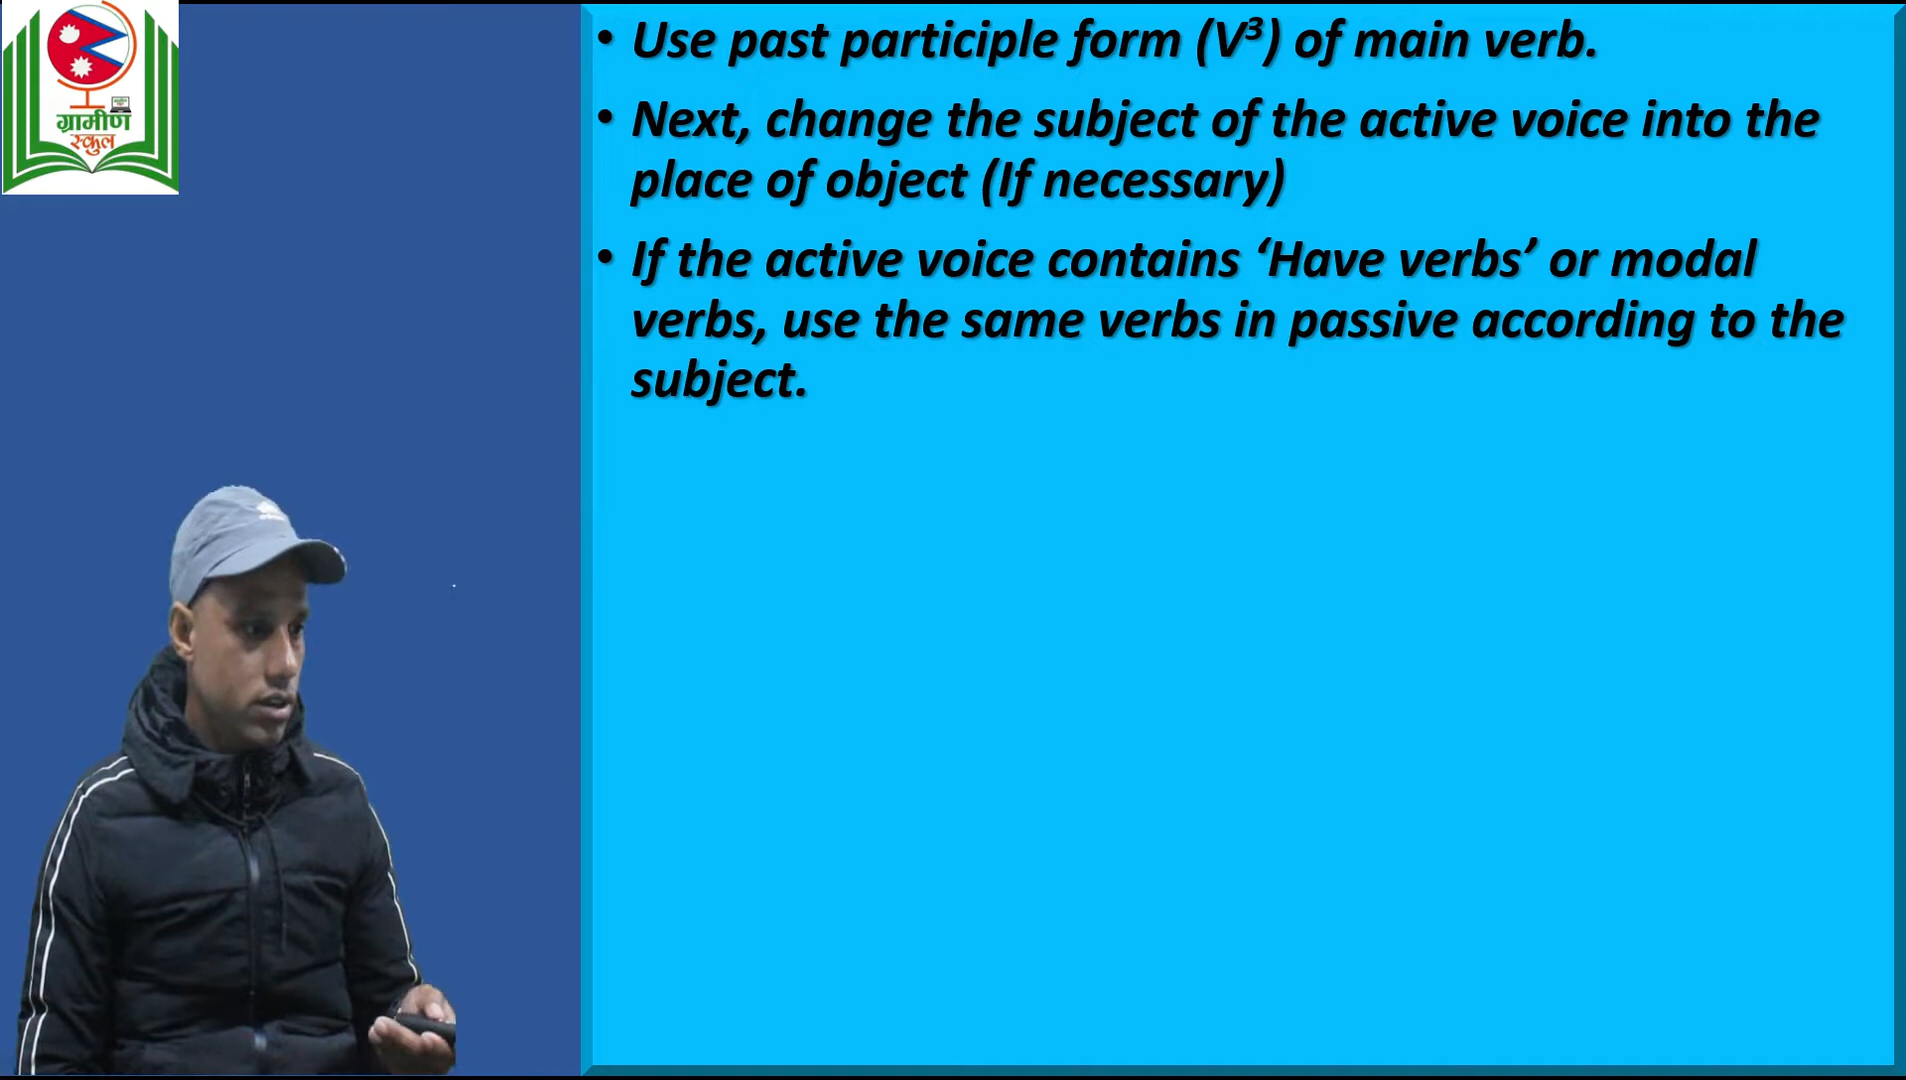 ग्रामीण
स्कुल
• Use past participle form (V³) of main verb.
• Next, change the subject of the active voice into the
place of object (If necessary)
• If the active voice contains ‘Have verbs’ or modal
verbs, use the same verbs in passive according to the
subject.